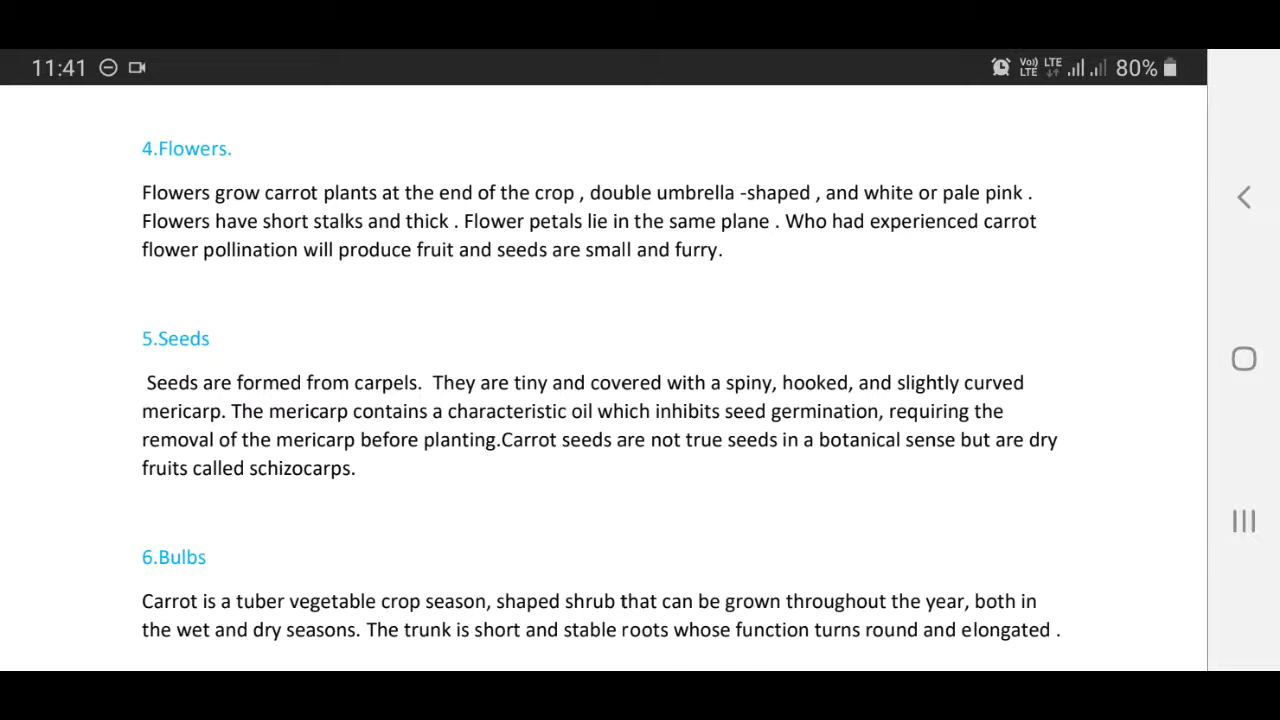 11:41 Vo) LTE LTE 80%
4.Flowers.
Flowers grow carrot plants at the end of the crop , double umbrella -shaped , and white or pale pink .
Flowers have short stalks and thick . Flower petals lie in the same plane . Who had experienced carrot
flower pollination will produce fruit and seeds are small and furry.
5.Seeds
Seeds are formed from carpels.  They are tiny and covered with a spiny, hooked, and slightly curved
mericarp. The mericarp contains a characteristic oil which inhibits seed germination, requiring the
removal of the mericarp before planting.Carrot seeds are not true seeds in a botanical sense but are dry
fruits called schizocarps.
6.Bulbs
Carrot is a tuber vegetable crop season, shaped shrub that can be grown throughout the year, both in
the wet and dry seasons. The trunk is short and stable roots whose function turns round and elongated .